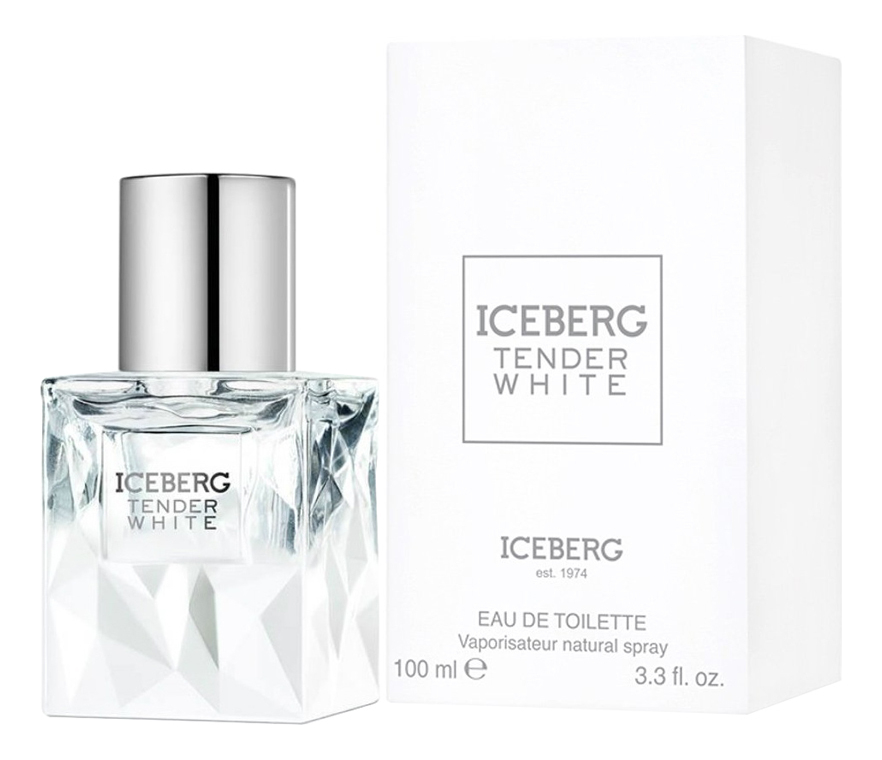 ICEBERG
TENDER
WHITE
ICEBERG
TENDER
WHITE
ICEBERG
est. 1974
EAU DE TOILETTE
Vaporisateur natural spray
100 ml ℮
3.3 fl. oz.